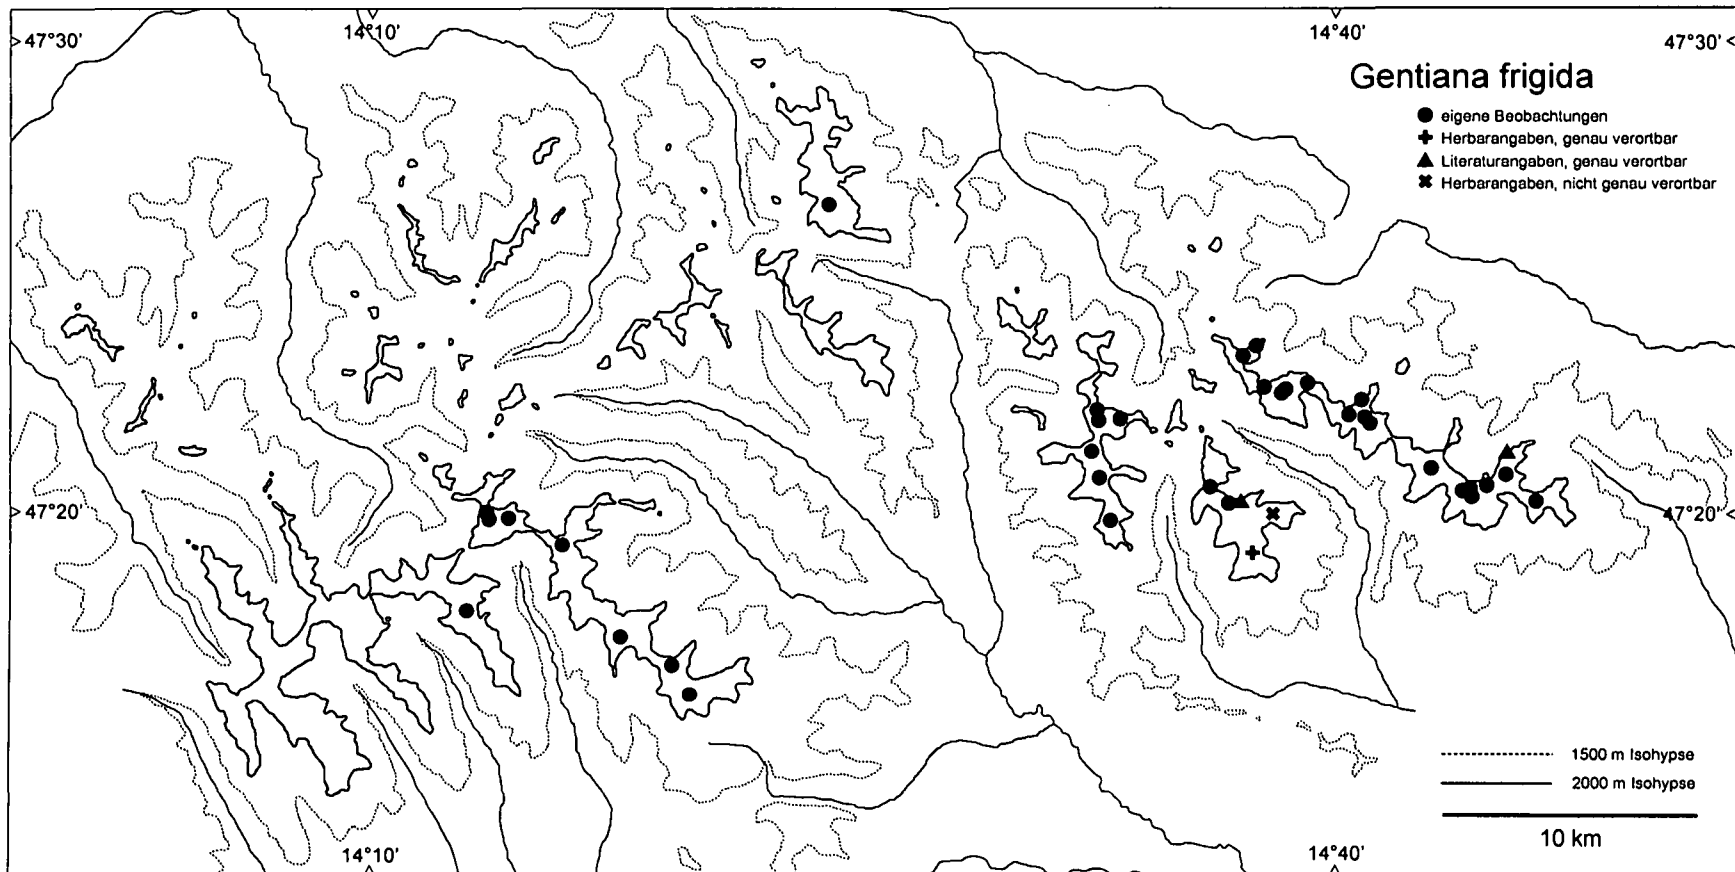 14°10'
14°40'
47°30'
47°30'
Gentiana frigida
eigene Beobachtungen
Herbarangaben, genau verortbar
Literaturangaben, genau verortbar
Herbarangaben, nicht genau verortbar
47°20'
47°20'
1500 m Isohypse
2000 m Isohypse
10 km
14°10'
14°40'